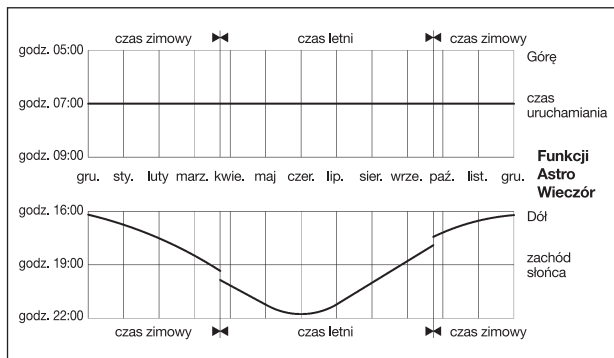 czas zimowy czas letni czas zimowy
godz. 05:00
Górę
godz. 07:00
czas
uruchamiania
godz. 09:00
gru. sty. luty marz. kwie. maj czer. lip. sier. wrze. paź. list. gru.
Funkcji
Astro
Wieczór
godz. 16:00
Dół
godz. 19:00
zachód
słońca
godz. 22:00
czas zimowy czas letni czas zimowy